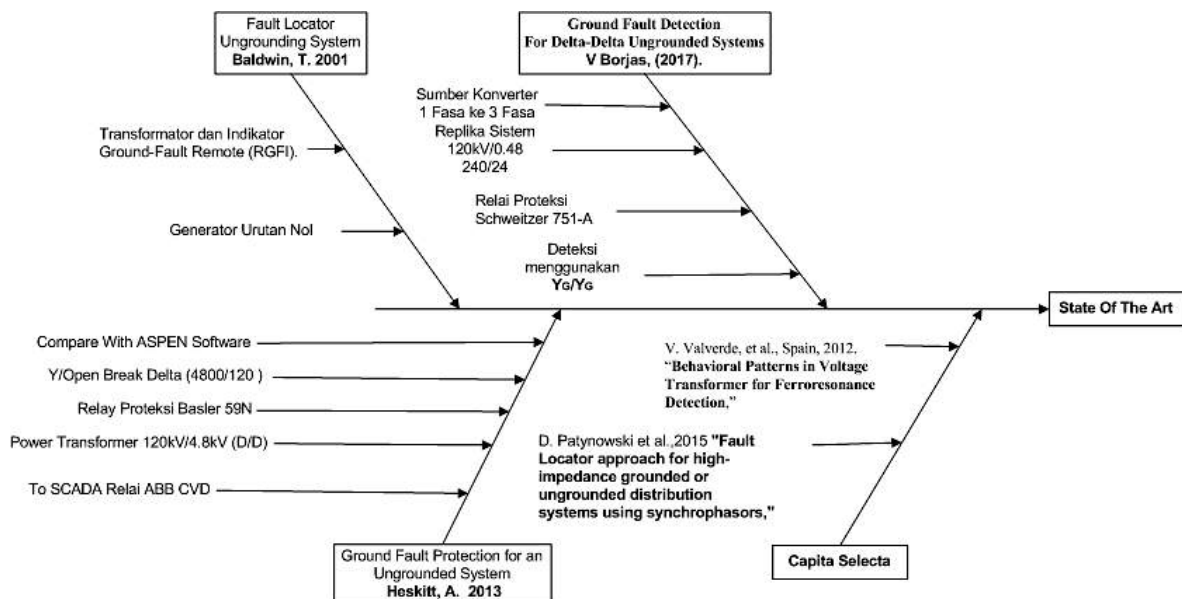 Fault Locator
Ungrounding System
Baldwin, T. 2001
Ground Fault Detection
For Delta-Delta Ungrounded Systems
V Borjas, (2017).
Sumber Konverter
1 Fasa ke 3 Fasa
Replika Sistem
120kV/0.48
240/24
Transformator dan Indikator
Ground-Fault Remote (RGFI).
Relai Proteksi
Schweitzer 751-A
Generator Urutan Nol
Deteksi
menggunakan
YG/YG
State Of The Art
Compare With ASPEN Software
Y/Open Break Delta (4800/120 )
Relay Proteksi Basler 59N
Power Transformer 120kV/4.8kV (D/D)
To SCADA Relai ABB CVD
V. Valverde, et al., Spain, 2012.
“Behavioral Patterns in Voltage
Transformer for Ferroresonance
Detection,”
D. Patynowski et al.,2015 "Fault
Locator approach for high-
impedance grounded or
ungrounded distribution
systems using synchrophasors,"
Ground Fault Protection for an
Ungrounded System
Heskitt, A. 2013
Capita Selecta